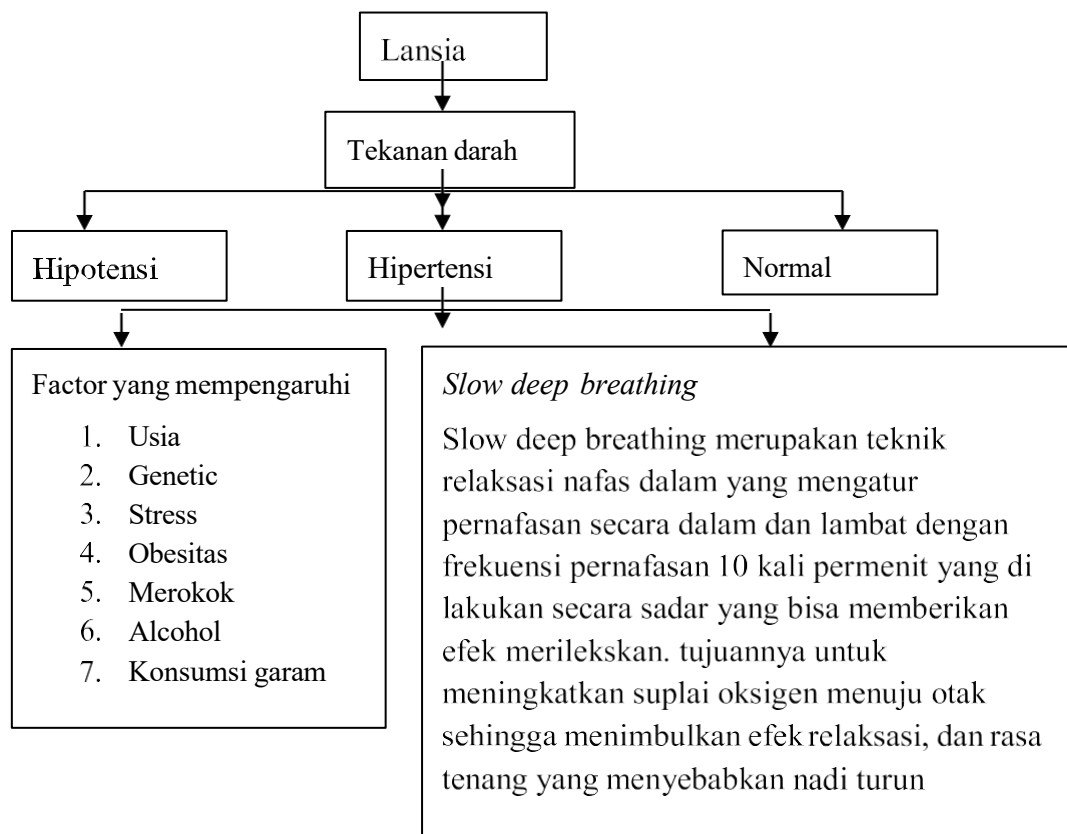 Lansia
Tekanan darah
Hipotensi
Hipertensi
Normal
Factor yang mempengaruhi
1. Usia
2. Genetic
3. Stress
4. Obesitas
5. Merokok
6. Alcohol
7. Konsumsi garam
Slow deep breathing
Slow deep breathing merupakan teknik
relaksasi nafas dalam yang mengatur
pernafasan secara dalam dan lambat dengan
frekuensi pernafasan 10 kali permenit yang di
lakukan secara sadar yang bisa memberikan
efek merilekskan. tujuannya untuk
meningkatkan suplai oksigen menuju otak
sehingga menimbulkan efek relaksasi, dan rasa
tenang yang menyebabkan nadi turun